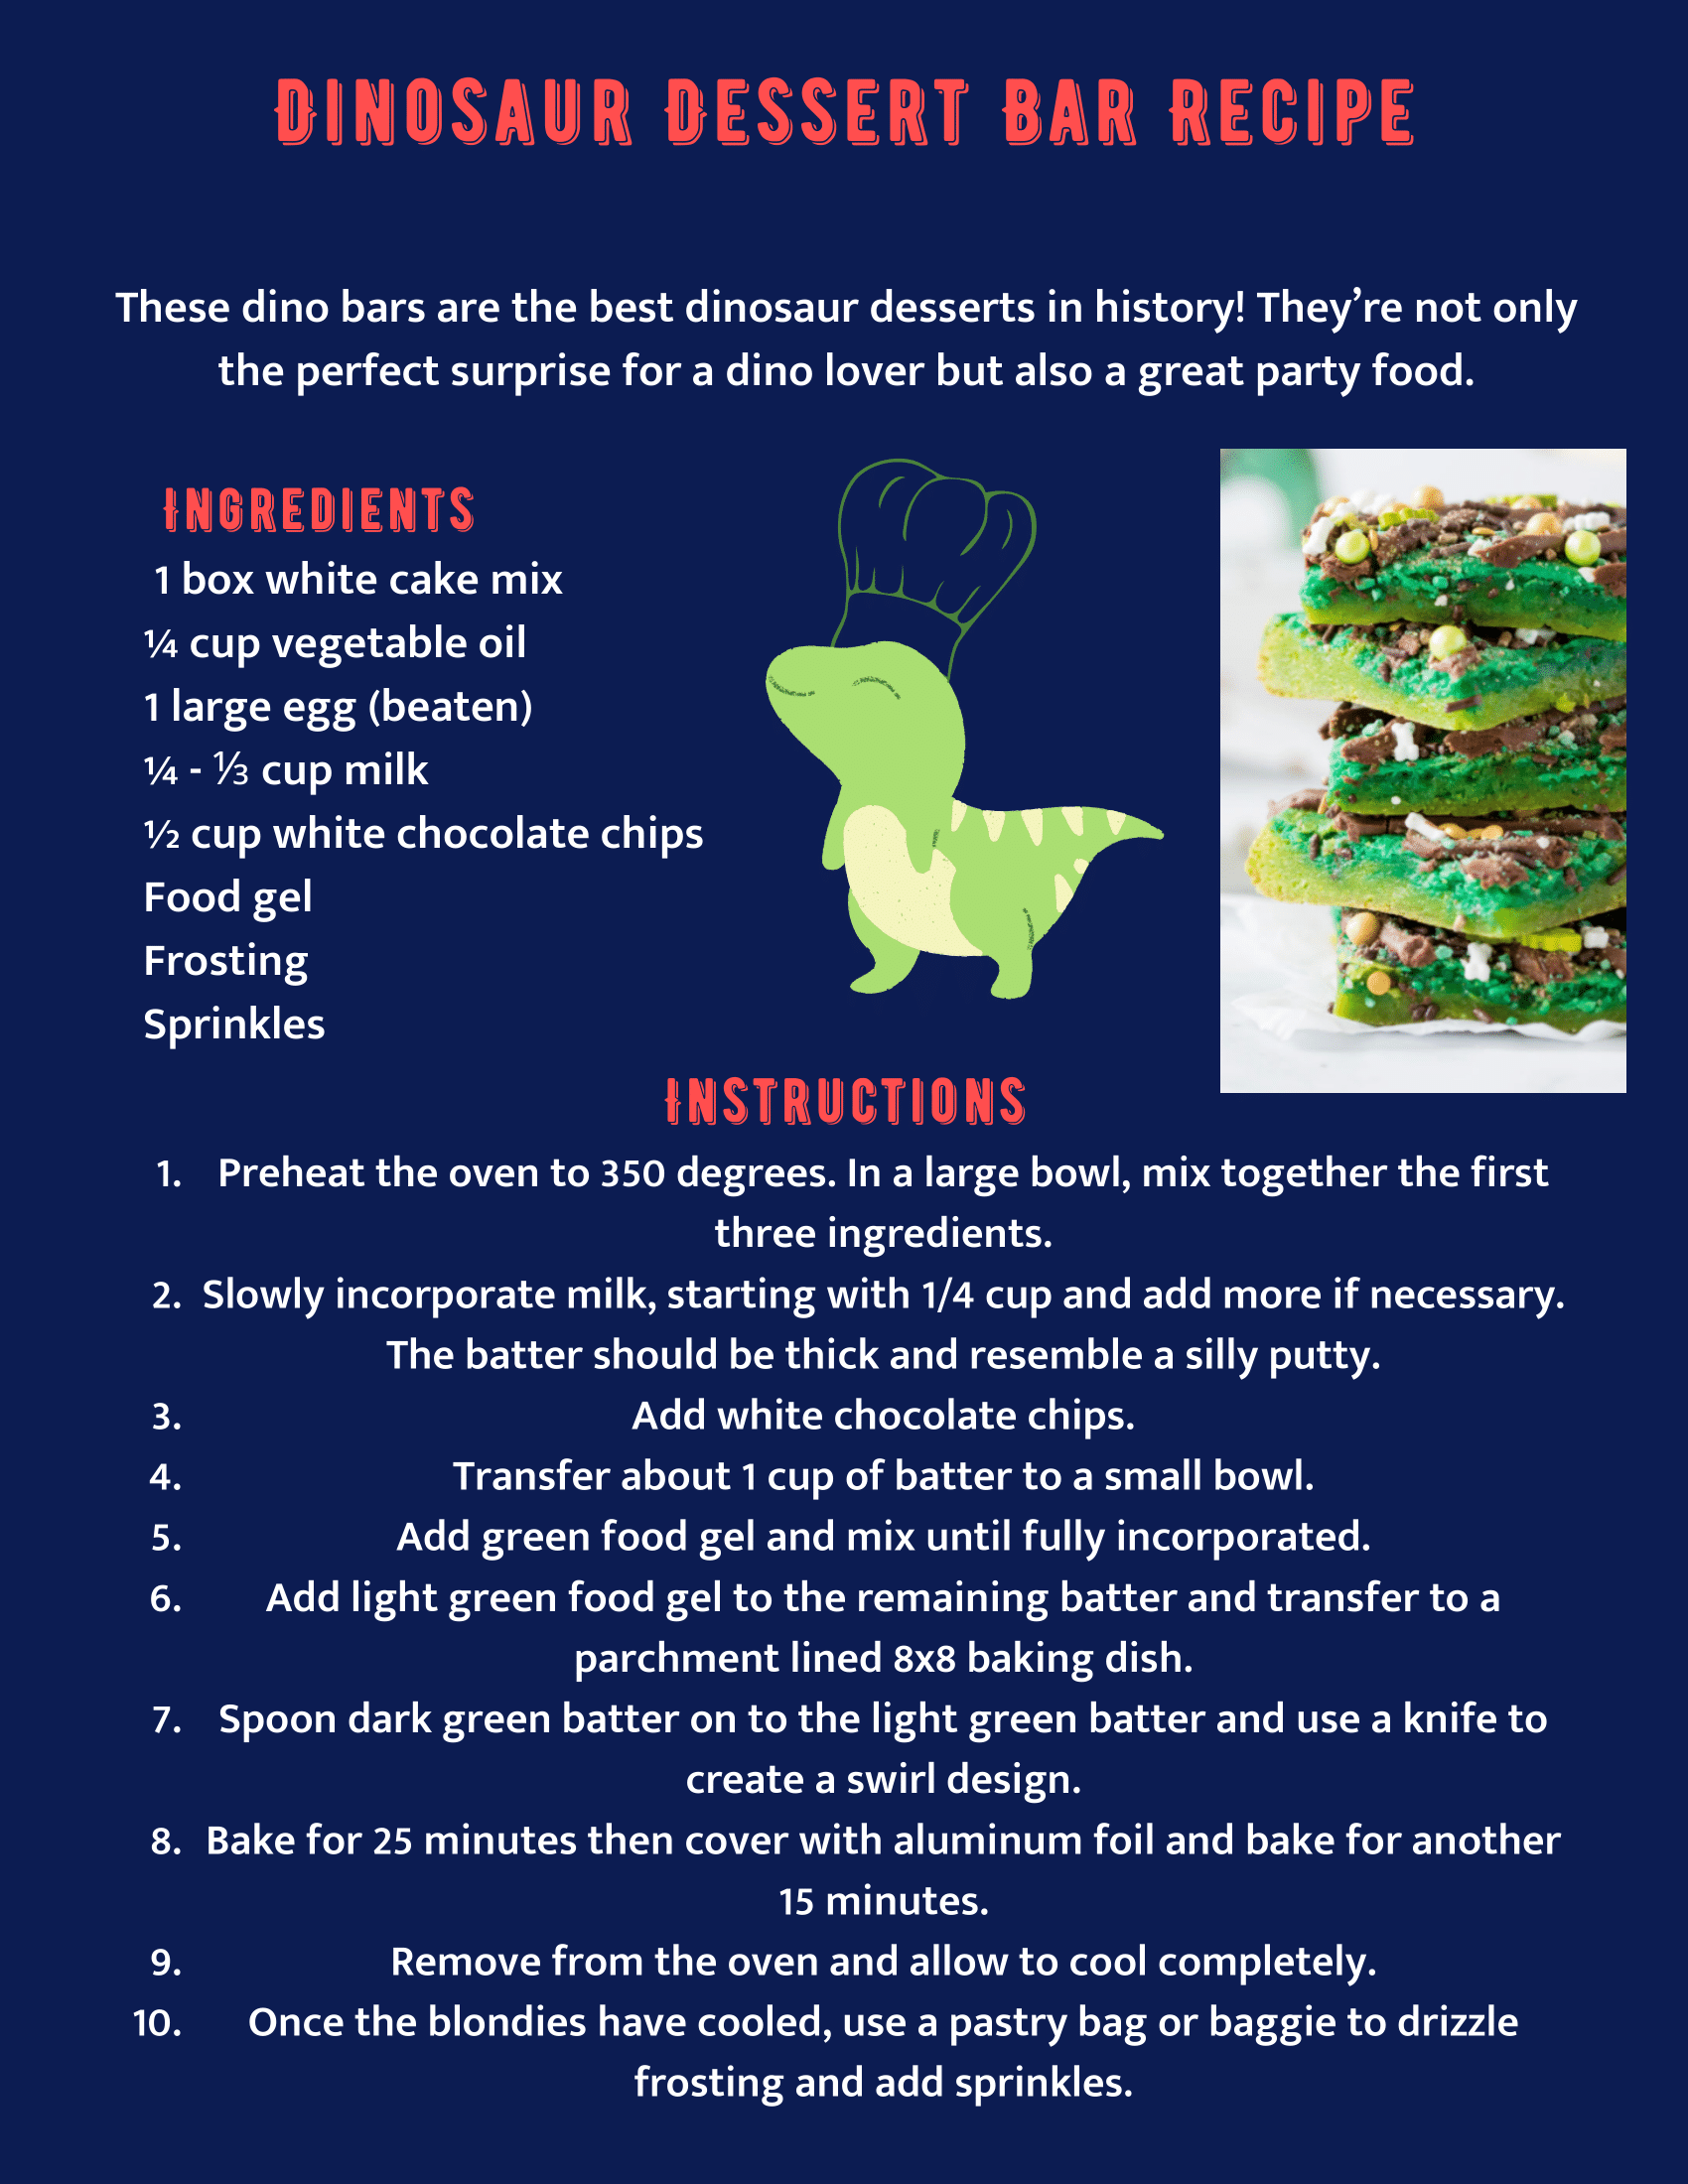 Dinosaur Dessert Bar Recipe
These dino bars are the best dinosaur desserts in history! They’re not only
the perfect surprise for a dino lover but also a great party food.
Ingredients
1 box white cake mix
¼ cup vegetable oil
1 large egg (beaten)
¼ - ⅓ cup milk
½ cup white chocolate chips
Food gel
Frosting
Sprinkles
Instructions
1. Preheat the oven to 350 degrees. In a large bowl, mix together the first
three ingredients.
2. Slowly incorporate milk, starting with 1/4 cup and add more if necessary.
The batter should be thick and resemble a silly putty.
3. Add white chocolate chips.
4. Transfer about 1 cup of batter to a small bowl.
5. Add green food gel and mix until fully incorporated.
6. Add light green food gel to the remaining batter and transfer to a
parchment lined 8x8 baking dish.
7. Spoon dark green batter on to the light green batter and use a knife to
create a swirl design.
8. Bake for 25 minutes then cover with aluminum foil and bake for another
15 minutes.
9. Remove from the oven and allow to cool completely.
10. Once the blondies have cooled, use a pastry bag or baggie to drizzle
frosting and add sprinkles.